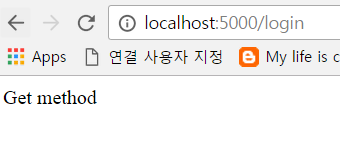 localhost:5000/login
Apps 연결 사용자 지정 My life is c
Get method